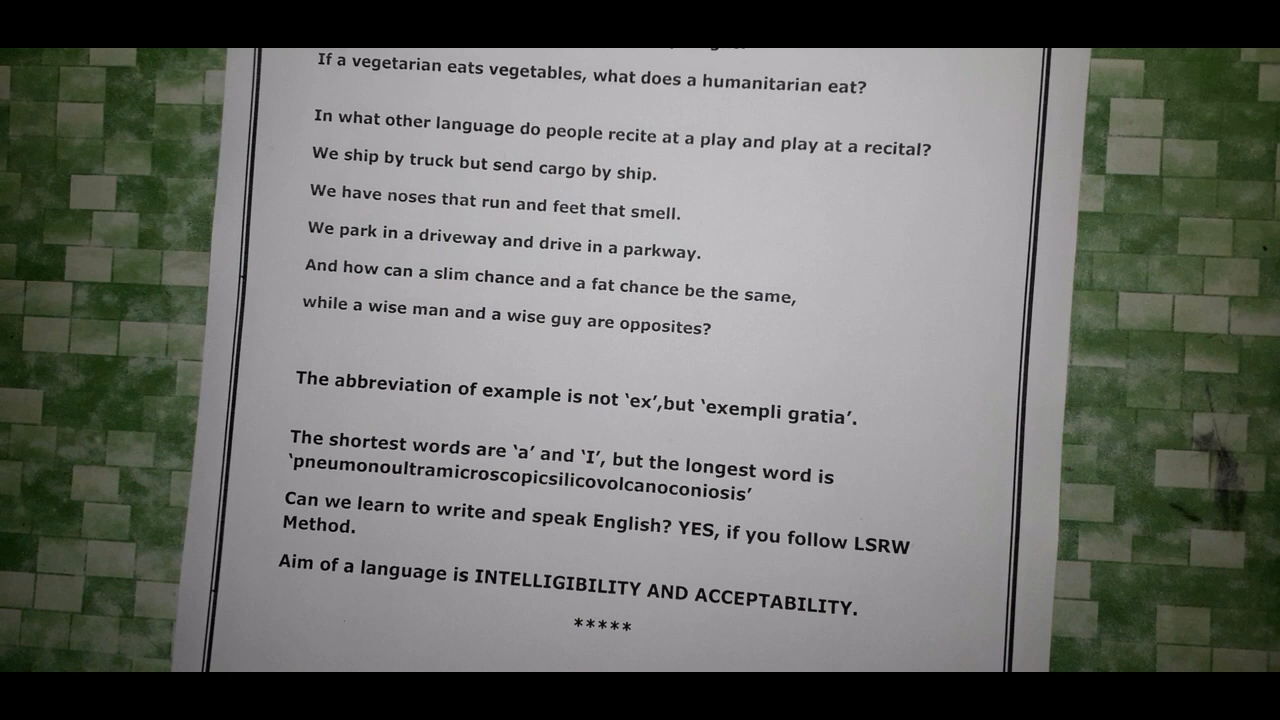 If a vegetarian eats vegetables, what does a humanitarian eat?
In what other language do people recite at a play and play at a recital?
We ship by truck but send cargo by ship.
We have noses that run and feet that smell.
We park in a driveway and drive in a parkway.
And how can a slim chance and a fat chance be the same,
while a wise man and a wise guy are opposites?
The abbreviation of example is not ‘ex’,but ‘exempli gratia’.
The shortest words are ‘a’ and ‘I’, but the longest word is
‘pneumonoultramicroscopicsilicovolcanoconiosis’
Can we learn to write and speak English? YES, if you follow LSRW
Method.
Aim of a language is INTELLIGIBILITY AND ACCEPTABILITY.
*****